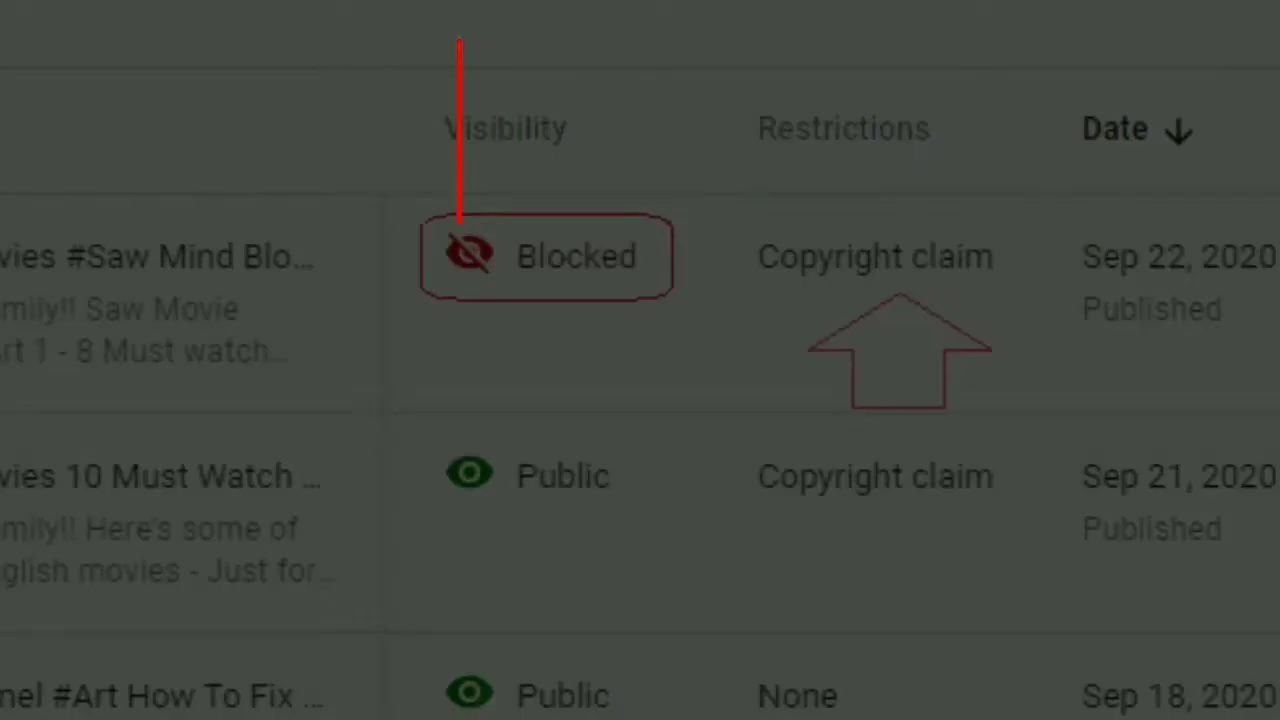 Visibility Restrictions Date
vies #Saw Mind Blo... Blocked Copyright claim Sep 22, 2020
mily!! Saw Movie Published
rt 1 - 8 Must watch...
vies 10 Must Watch ... Public Copyright claim Sep 21, 2020
mily!! Here's some of Published
glish movies - Just for...
nel #Art How To Fix ... Public None Sep 18, 2020